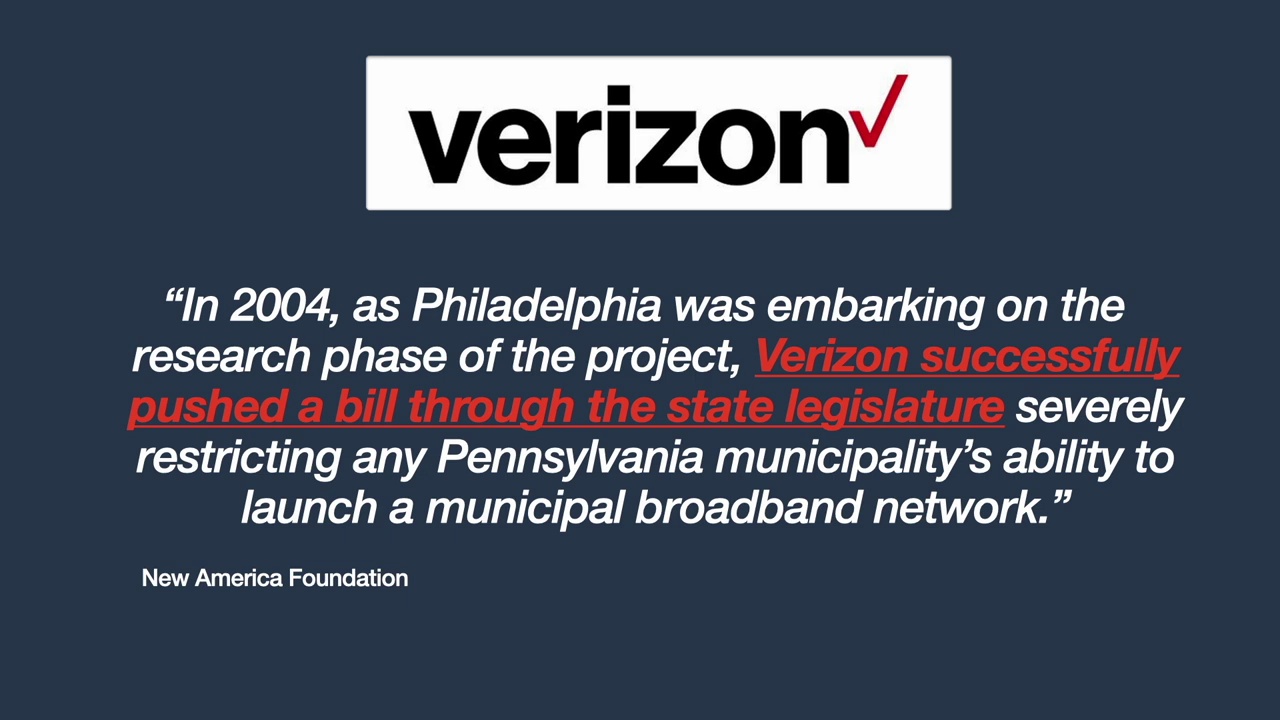 verizon✓
“In 2004, as Philadelphia was embarking on the
research phase of the project, Verizon successfully
pushed a bill through the state legislature severely
restricting any Pennsylvania municipality’s ability to
launch a municipal broadband network.”
New America Foundation